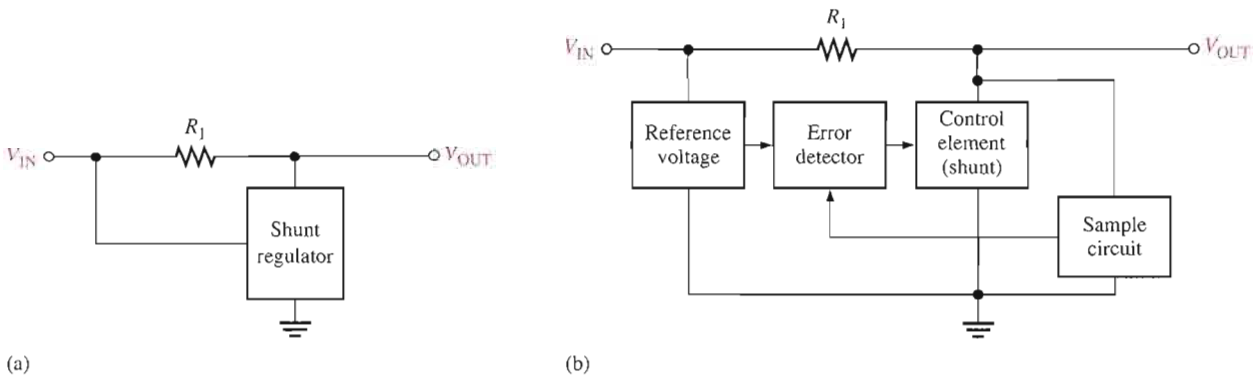 R1
VIN
VOUT
Shunt
regulator
(a)
R1
VIN
VOUT
Reference
voltage
Error
detector
Control
element
(shunt)
Sample
circuit
(b)